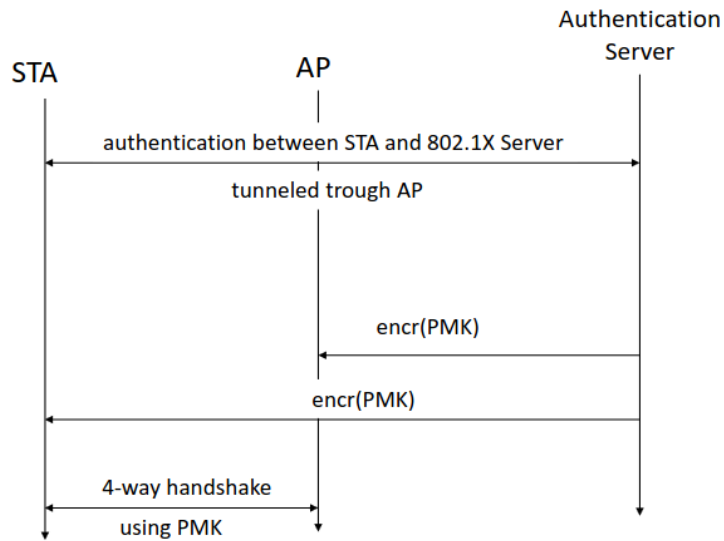 Authentication
Server
STA
AP
authentication between STA and 802.1X Server
tunneled trough AP
encr(PMK)
encr(PMK)
4-way handshake
using PMK